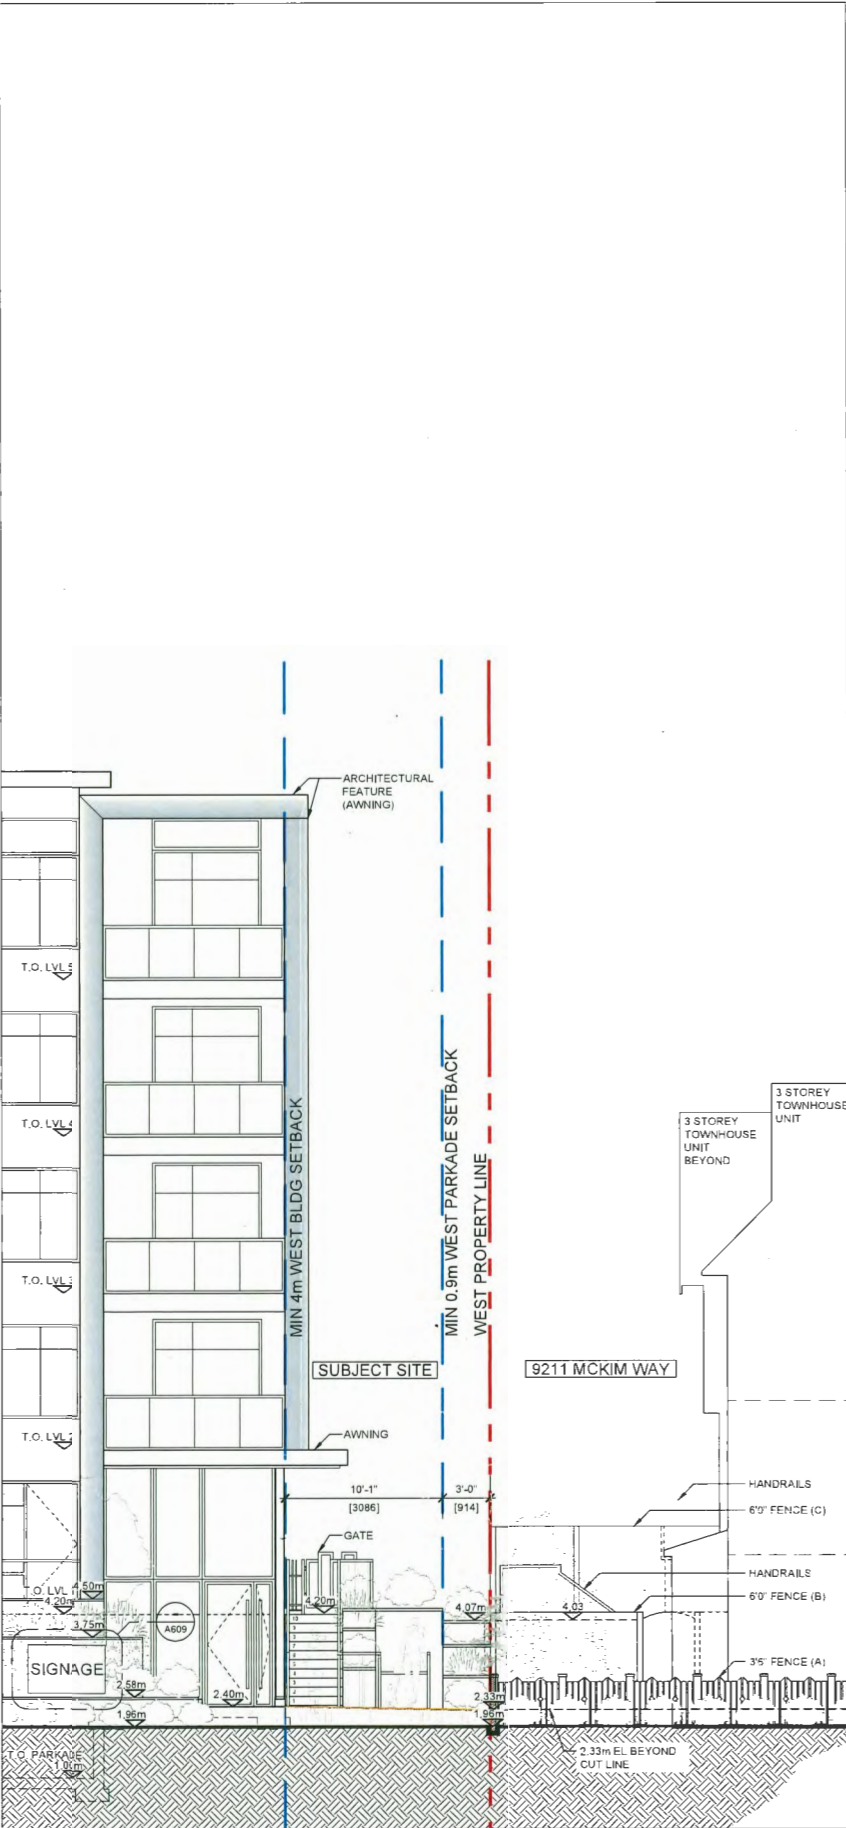 ARCHITECTURAL
FEATURE
(AWNING)
T.O. LVL 5
T.O. LVL 4
T.O. LVL 3
T.O. LVL 2
MIN 4m WEST BLDG SETBACK
MIN 0.9m WEST PARKADE SETBACK
WEST PROPERTY LINE
3 STOREY
TOWNHOUSE
UNIT
3 STOREY
TOWNHOUSE
UNIT
BEYOND
SUBJECT SITE
9211 MCKIM WAY
AWNING
10'-1"
[3086]
3'-0"
[914]
HANDRAILS
6'0" FENCE (C)
GATE
HANDRAILS
6'0" FENCE (B)
T.O. LVL
4.50m
4.20m
4.20m
4.07m
4.03
3.75m
A609
SIGNAGE
3'6" FENCE (A)
2.58m
2.40m
2.33m
1.96m
1.96m
2.33m EL BEYOND
CUT LINE
T.O. PARKADE